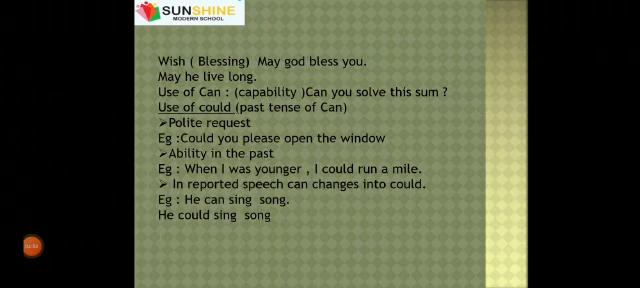 SUNSHINE
MODERN SCHOOL
Wish ( Blessing)  May god bless you.
May he live long.
Use of Can : (capability )Can you solve this sum ?
Use of could (past tense of Can)
➢Polite request
Eg :Could you please open the window
➢Ability in the past
Eg : When I was younger , I could run a mile.
➢ In reported speech can changes into could.
Eg : He can sing  song.
He could sing  song